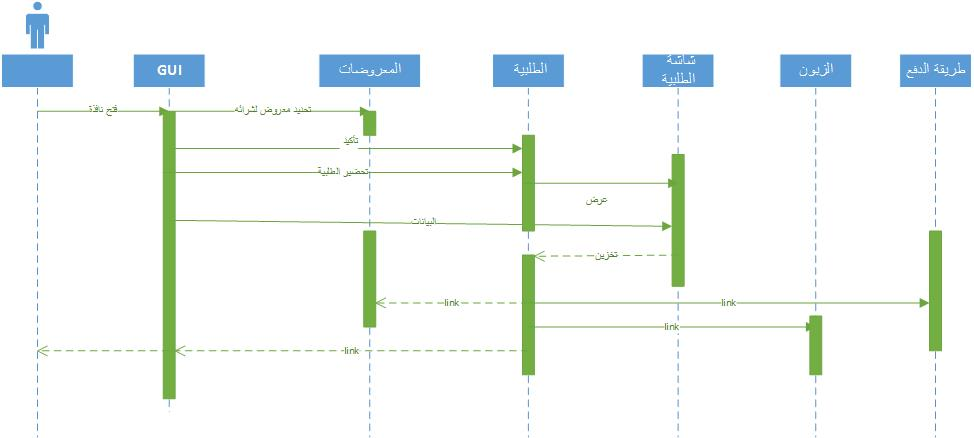 GUI
المعروضات
الطلبية
شاشة
الطلبية
الزبون
طريقة الدفع
فتح نافذة
تحديد معروض لشرائه
تأكيد
تحضير الطلبية
عرض
البيانات
تخزين
link
link
link
link